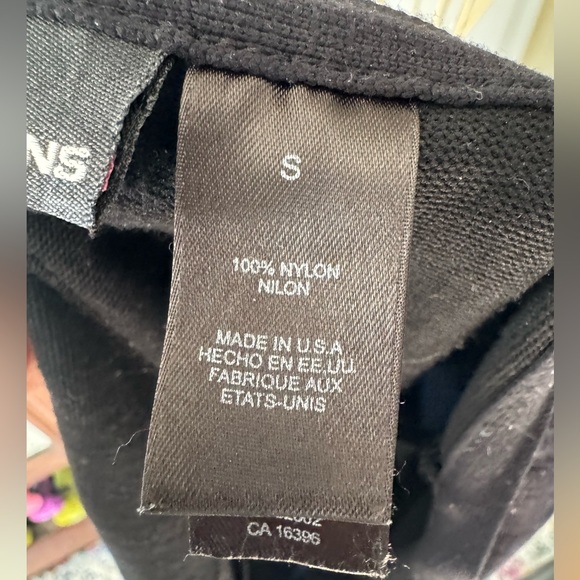 NS
S
100% NYLON
NILON
MADE IN U.S.A
HECHO EN EE.UU.
FABRIQUE AUX
ETATS-UNIS
CA 16396